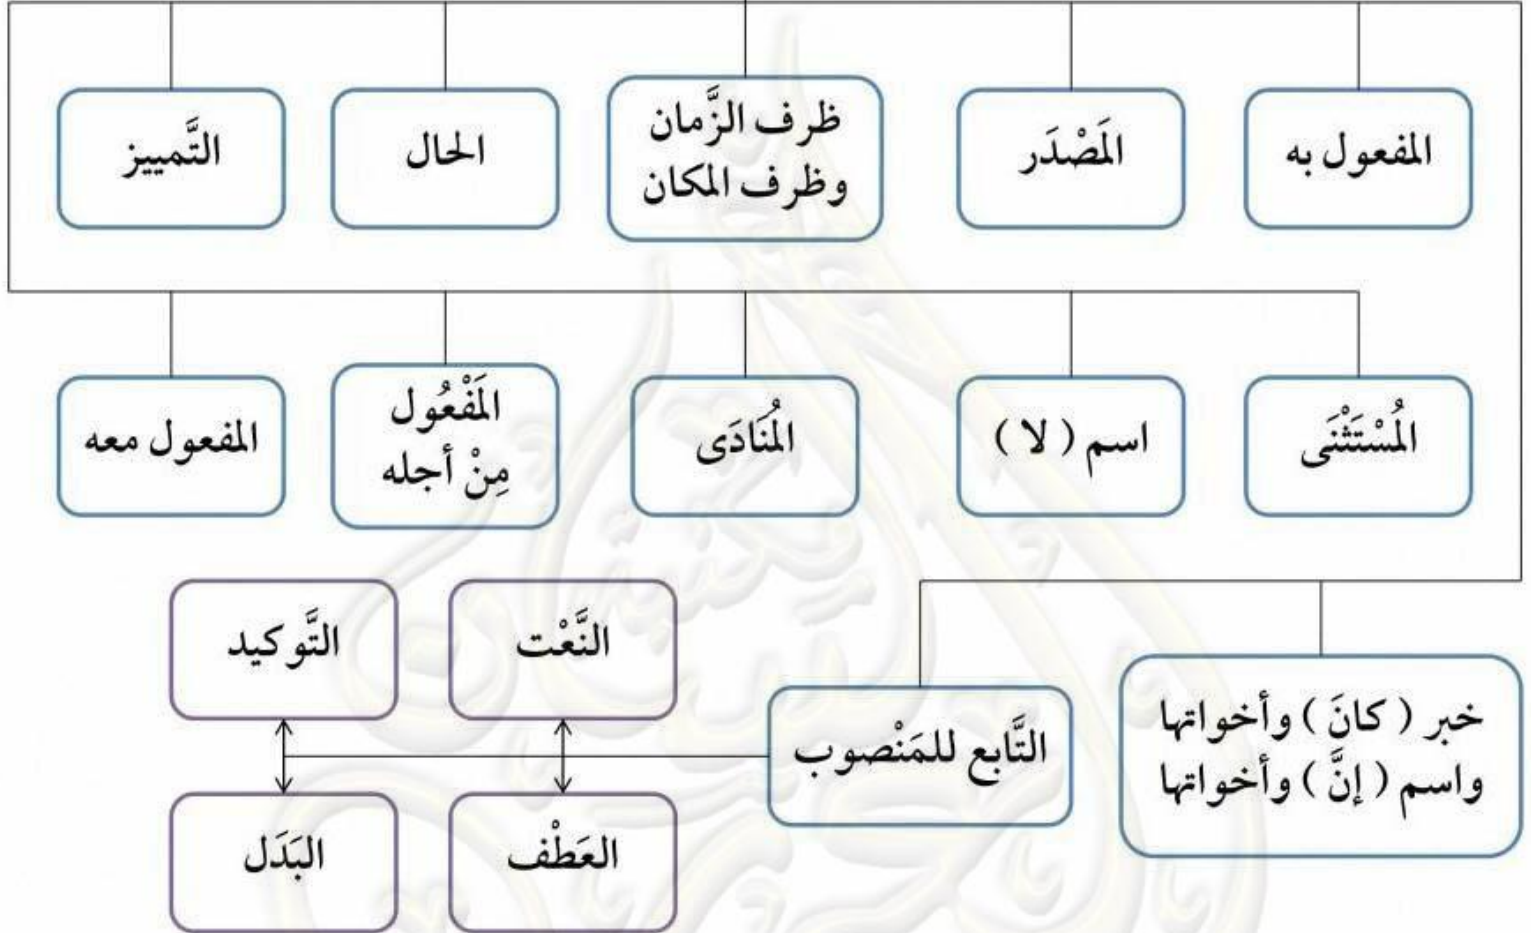 المفعول به
المَصْدَر
ظرف الزَّمان
وظرف المكان
الحال
التَّمييز
المُسْتَثْنَى
اسم ( لا )
المُنَادَى
المَفْعُول
مِنْ أجله
المفعول معه
خبر ( كانَ ) وأخواتها
واسم ( إنَّ ) وأخواتها
التَّابع للمَنْصوب
النَّعْت
التَّوكيد
العَطْف
البَدَل